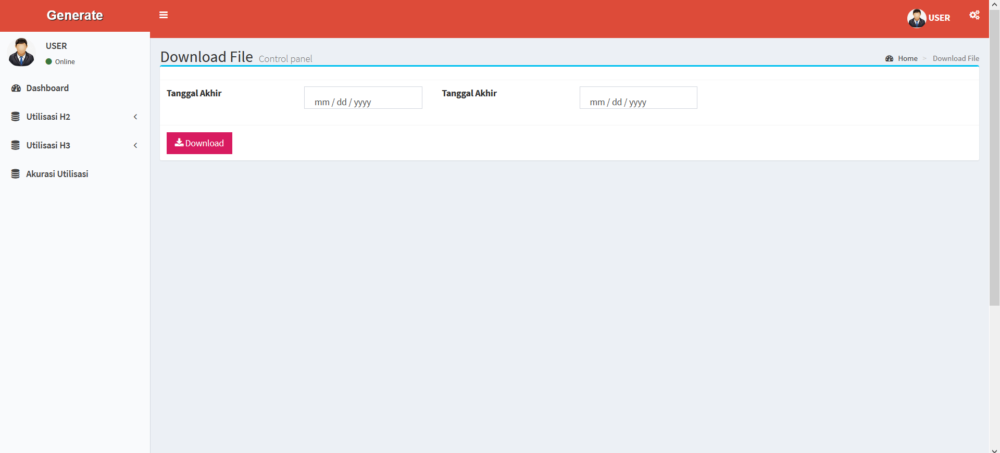 Generate
USER
USER
Online
Download File Control panel
Home > Download File
Dashboard
Tanggal Akhir mm / dd / yyyy Tanggal Akhir mm / dd / yyyy
Utilisasi H2
Download
Utilisasi H3
Akurasi Utilisasi